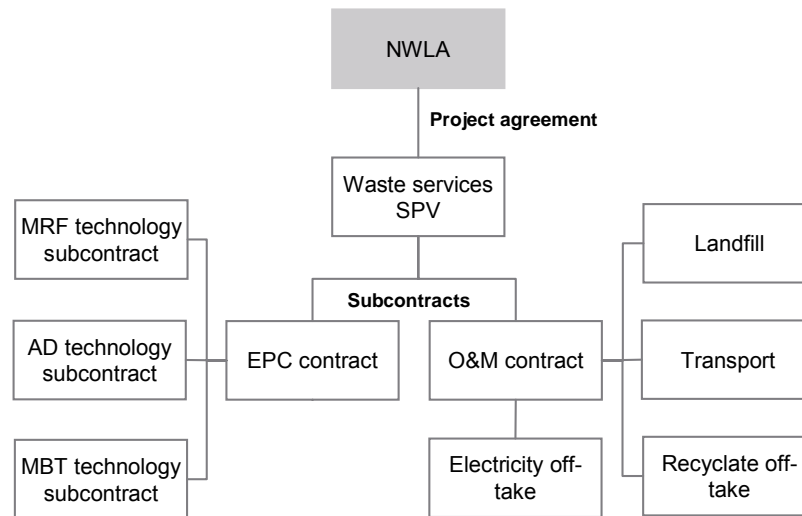 NWLA
Project agreement
Waste services
SPV
MRF technology
subcontract
Landfill
Subcontracts
AD technology
subcontract
EPC contract
O&M contract
Transport
MBT technology
subcontract
Electricity off-
take
Recyclate off-
take